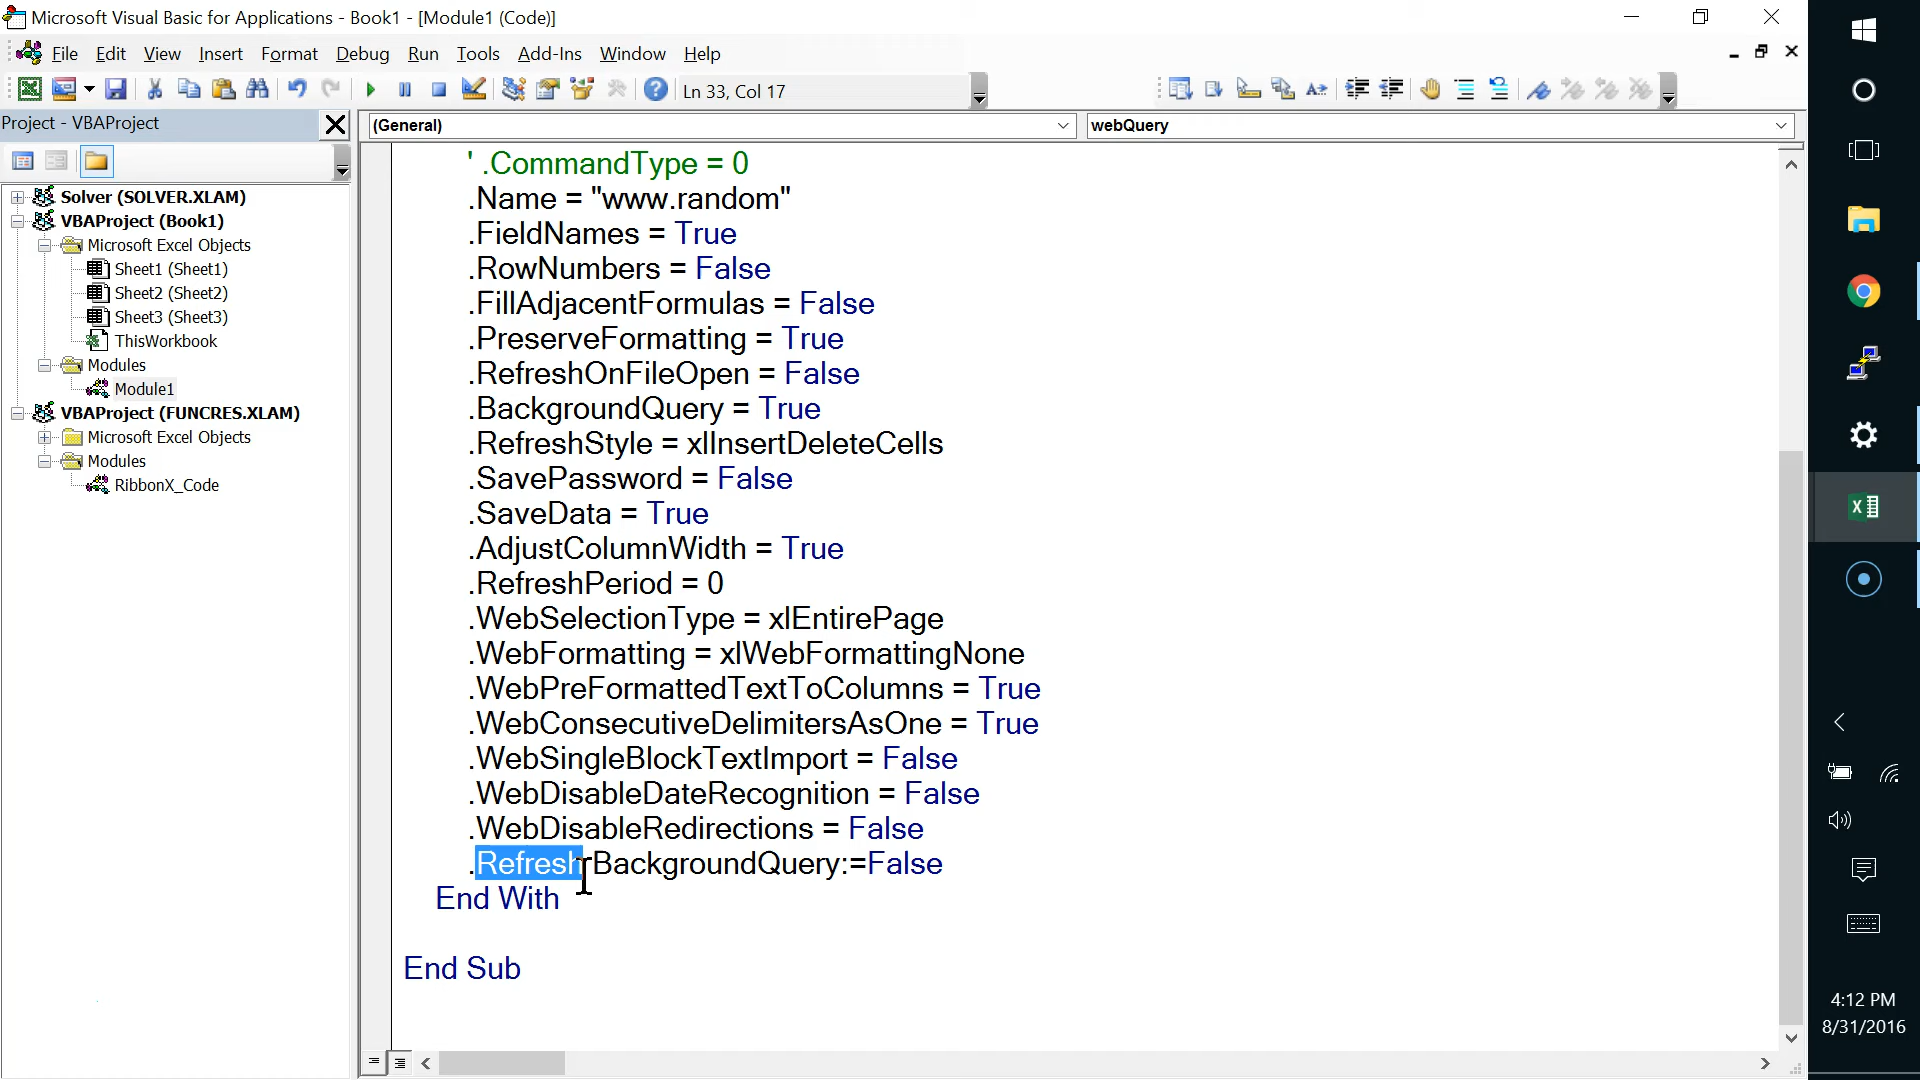 Microsoft Visual Basic for Applications - Book1 - [Module1 (Code)]
File Edit View Insert Format Debug Run Tools Add-Ins Window Help
Ln 33, Col 17
Project - VBAProject
(General)
webQuery
Solver (SOLVER.XLAM)
VBAProject (Book1)
Microsoft Excel Objects
Sheet1 (Sheet1)
Sheet2 (Sheet2)
Sheet3 (Sheet3)
ThisWorkbook
Modules
Module1
VBAProject (FUNCRES.XLAM)
Microsoft Excel Objects
Modules
RibbonX_Code
' .CommandType = 0
.Name = "www.random"
.FieldNames = True
.RowNumbers = False
.FillAdjacentFormulas = False
.PreserveFormatting = True
.RefreshOnFileOpen = False
.BackgroundQuery = True
.RefreshStyle = xlInsertDeleteCells
.SavePassword = False
.SaveData = True
.AdjustColumnWidth = True
.RefreshPeriod = 0
.WebSelectionType = xlEntirePage
.WebFormatting = xlWebFormattingNone
.WebPreFormattedTextToColumns = True
.WebConsecutiveDelimitersAsOne = True
.WebSingleBlockTextImport = False
.WebDisableDateRecognition = False
.WebDisableRedirections = False
.Refresh BackgroundQuery:=False
End With
End Sub
4:12 PM
8/31/2016